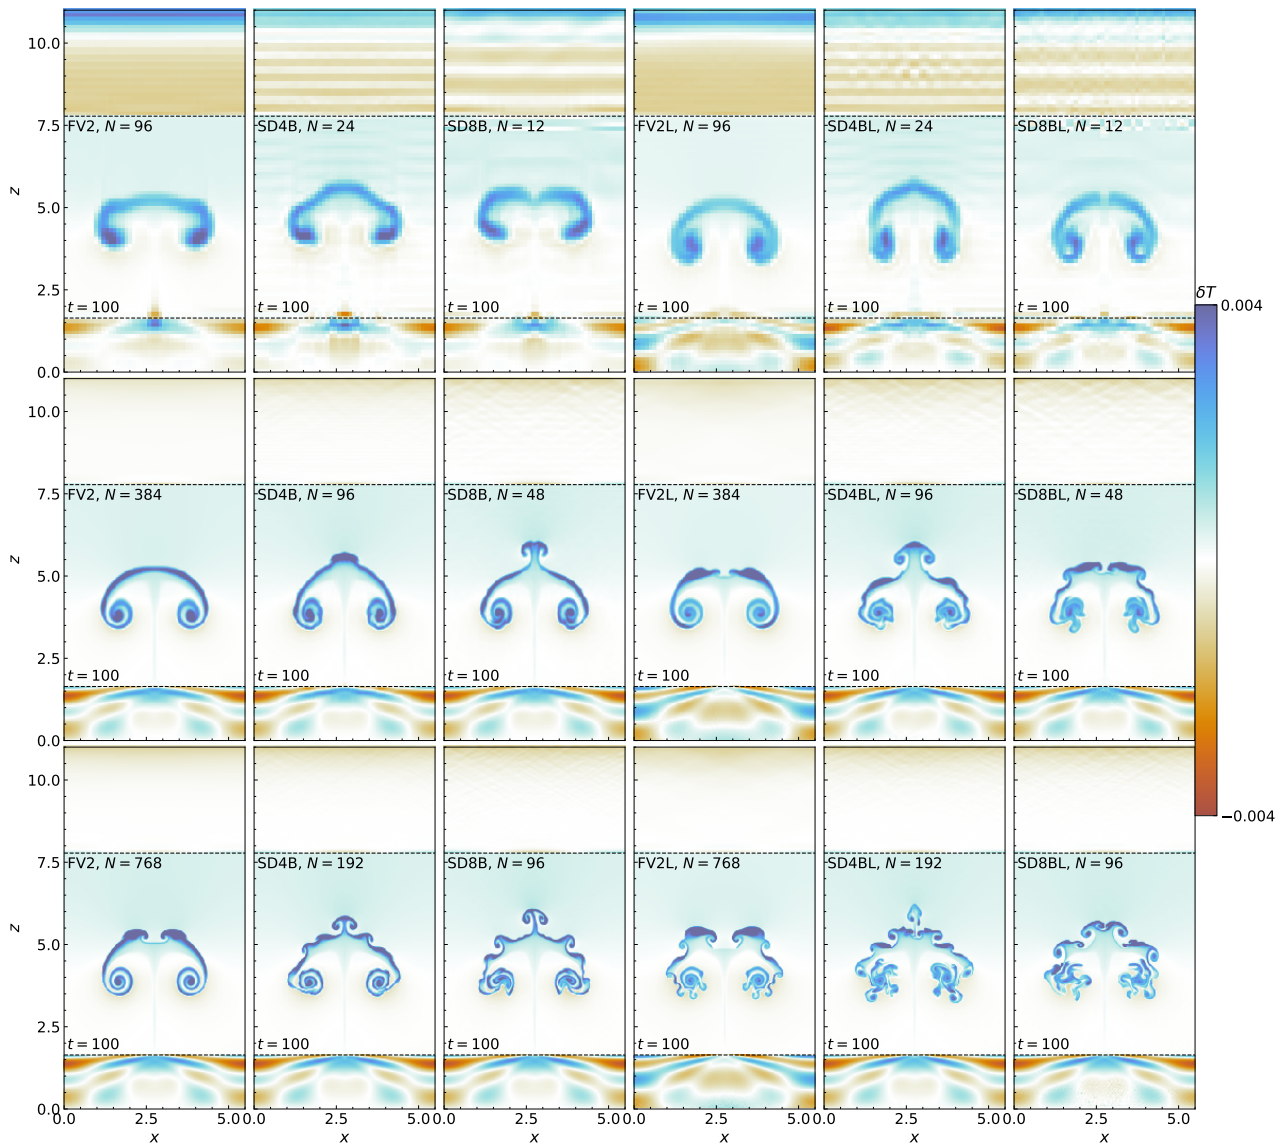 10.0
7.5
5.0
2.5
0.0
z
FV2, N = 96
t = 100
SD4B, N = 24
t = 100
SD8B, N = 12
t = 100
FV2L, N = 96
t = 100
SD4BL, N = 24
t = 100
SD8BL, N = 12
t = 100
δT
0.004
−0.004
10.0
7.5
5.0
2.5
0.0
z
FV2, N = 384
t = 100
SD4B, N = 96
t = 100
SD8B, N = 48
t = 100
FV2L, N = 384
t = 100
SD4BL, N = 96
t = 100
SD8BL, N = 48
t = 100
10.0
7.5
5.0
2.5
0.0
z
FV2, N = 768
t = 100
SD4B, N = 192
t = 100
SD8B, N = 96
t = 100
FV2L, N = 768
t = 100
SD4BL, N = 192
t = 100
SD8BL, N = 96
t = 100
2.5 5.0 0.0 2.5 5.0 0.0 2.5 5.0 0.0 2.5 5.0 0.0 2.5 5.0 0.0 2.5 5.0
x x x x x x